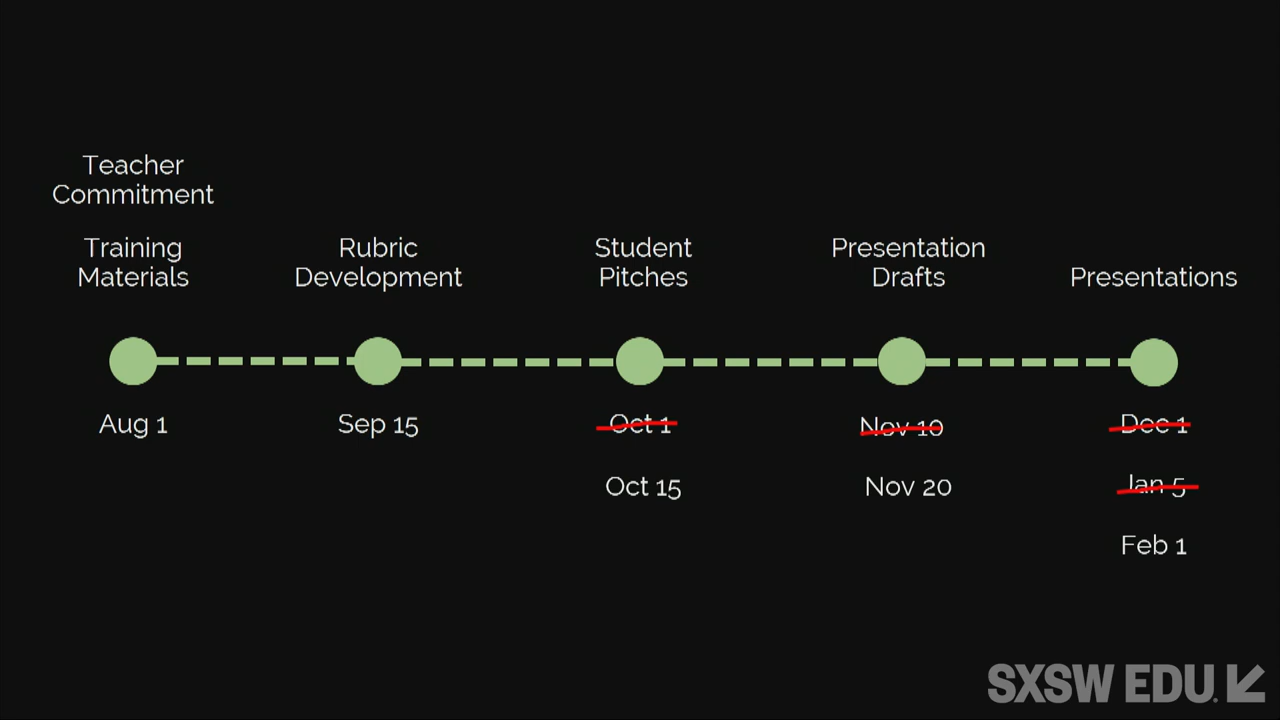 Teacher
Commitment
Training
Materials
Rubric
Development
Student
Pitches
Presentation
Drafts
Presentations
Aug 1
Sep 15
Oct 1
Nov 10
Dec 1
Oct 15
Nov 20
Jan 5
Feb 1
SXSW EDU.